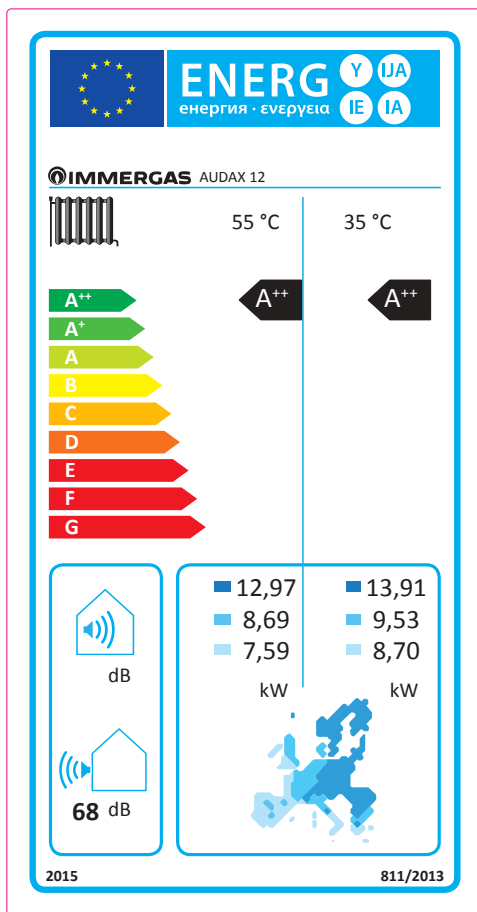 ENERG Y IJA
енергия · ενεργεια IE IA
IMMERGAS AUDAX 12
55 °C 35 °C
A++ A++ A++
A+
A
B
C
D
E
F
G
12,97 13,91
8,69 9,53
7,59 8,70
kW kW
dB
68 dB
2015 811/2013